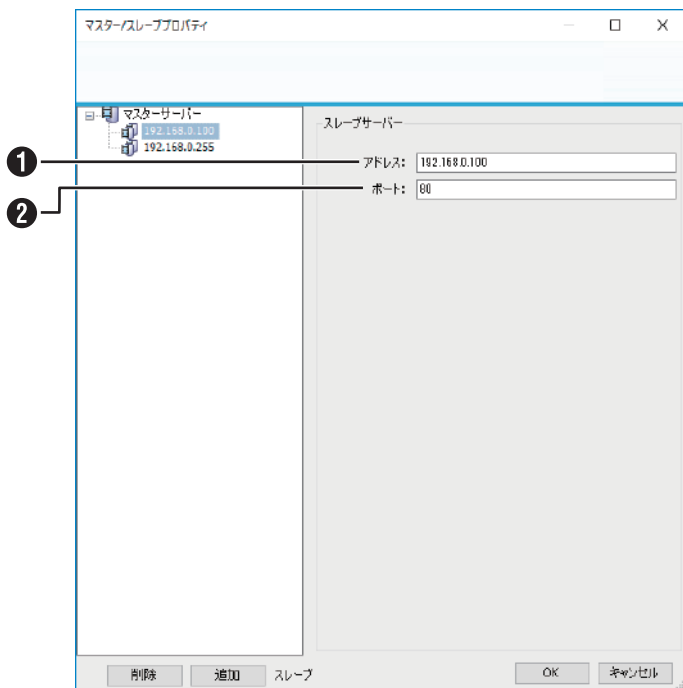 マスター/スレーブプロパティ
マスターサーバー
192.168.0.100
192.168.0.255
スレーブサーバー
❶
アドレス: 192.168.0.100
❷
ポート: 80
削除 追加 スレーブ OK キャンセル